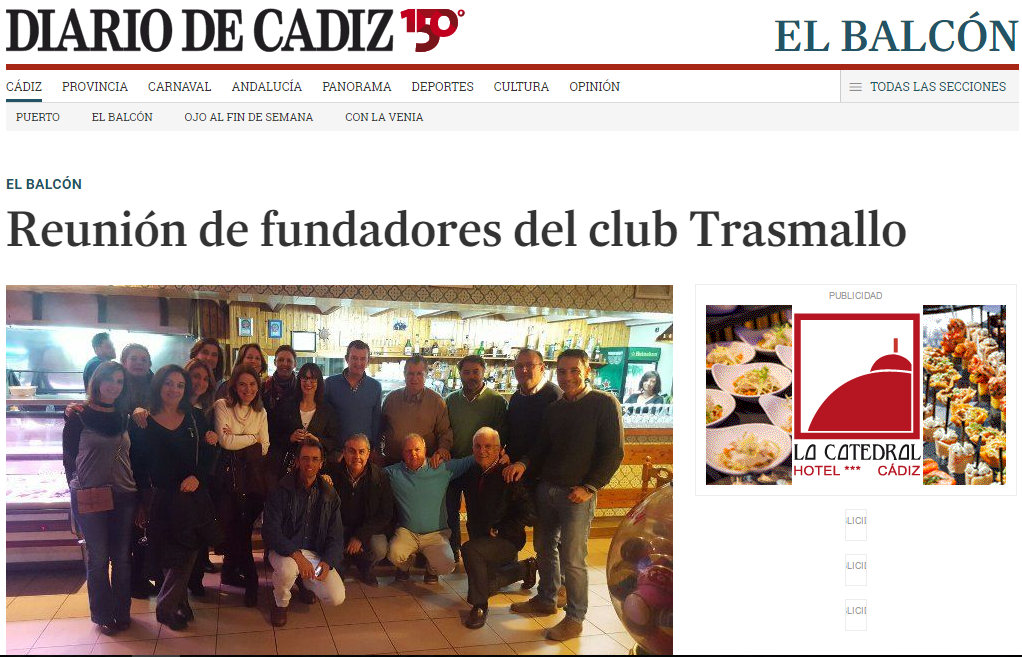 DIARIO DE CADIZ 150º
EL BALCÓN
CÁDIZ PROVINCIA CARNAVAL ANDALUCÍA PANORAMA DEPORTES CULTURA OPINIÓN TODAS LAS SECCIONES
PUERTO EL BALCÓN OJO AL FIN DE SEMANA CON LA VENIA
EL BALCÓN
Reunión de fundadores del club Trasmallo
PUBLICIDAD
LA CATEDRAL
HOTEL *** CÁDIZ
Heineken
LICI
LICI
LICI